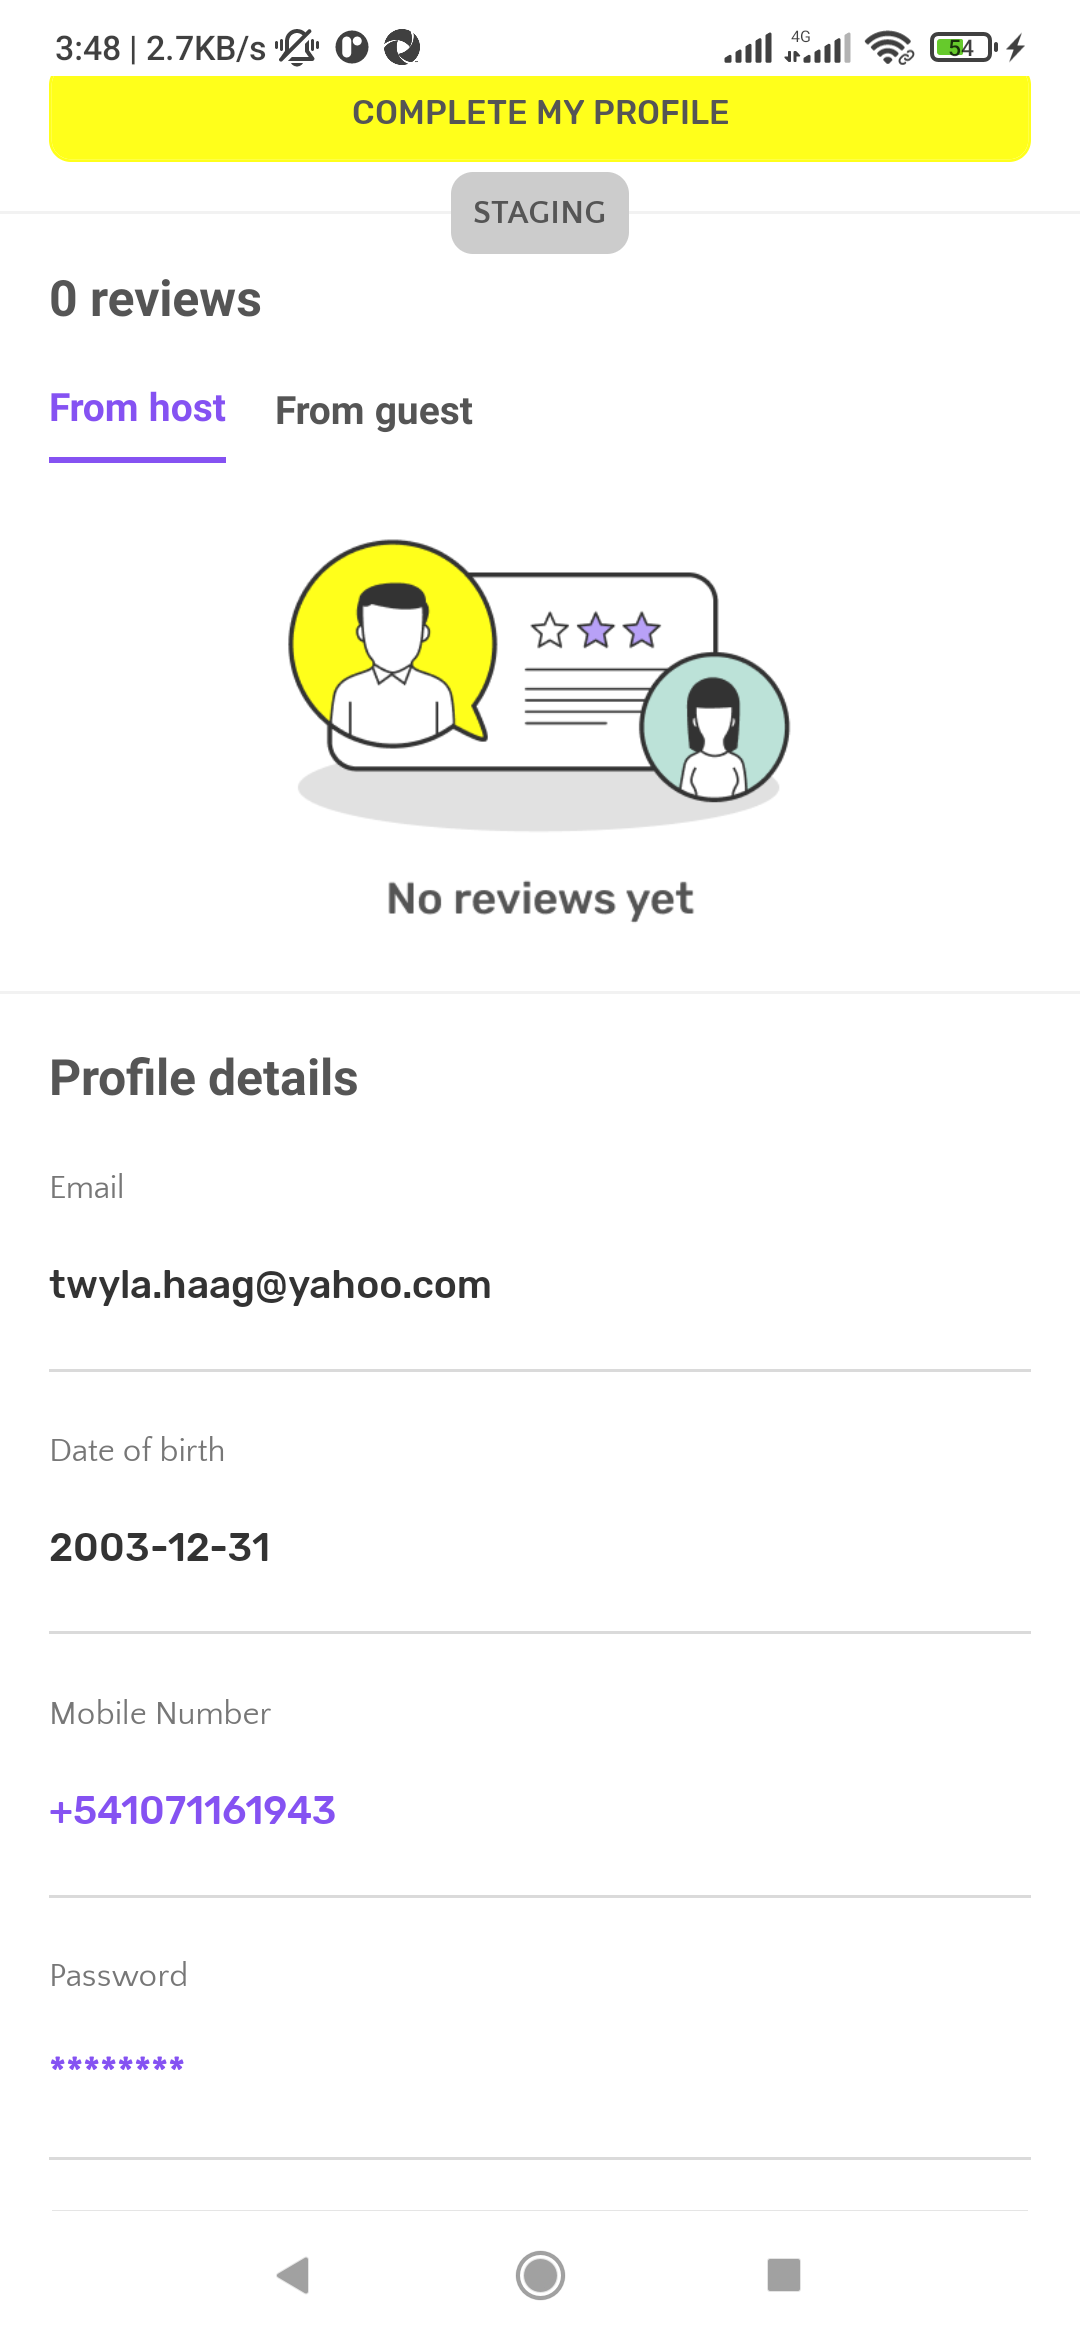 3:48 | 2.7KB/s 4G 54
COMPLETE MY PROFILE
STAGING
0 reviews
From host From guest
No reviews yet
Profile details
Email
twyla.haag@yahoo.com
Date of birth
2003-12-31
Mobile Number
+541071161943
Password
********